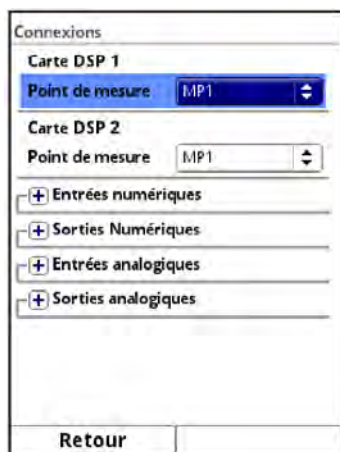 Connexions
Carte DSP 1
Point de mesure MP1
Carte DSP 2
Point de mesure MP1
Entrées numériques
Sorties Numériques
Entrées analogiques
Sorties analogiques
Retour